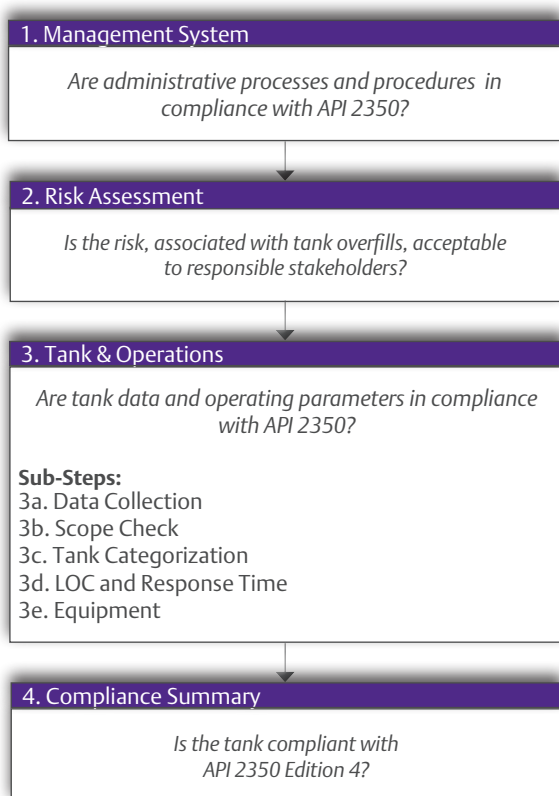 1. Management System
Are administrative processes and procedures in
compliance with API 2350?
2. Risk Assessment
Is the risk, associated with tank overfills, acceptable
to responsible stakeholders?
3. Tank & Operations
Are tank data and operating parameters in compliance
with API 2350?
Sub-Steps:
3a. Data Collection
3b. Scope Check
3c. Tank Categorization
3d. LOC and Response Time
3e. Equipment
4. Compliance Summary
Is the tank compliant with
API 2350 Edition 4?